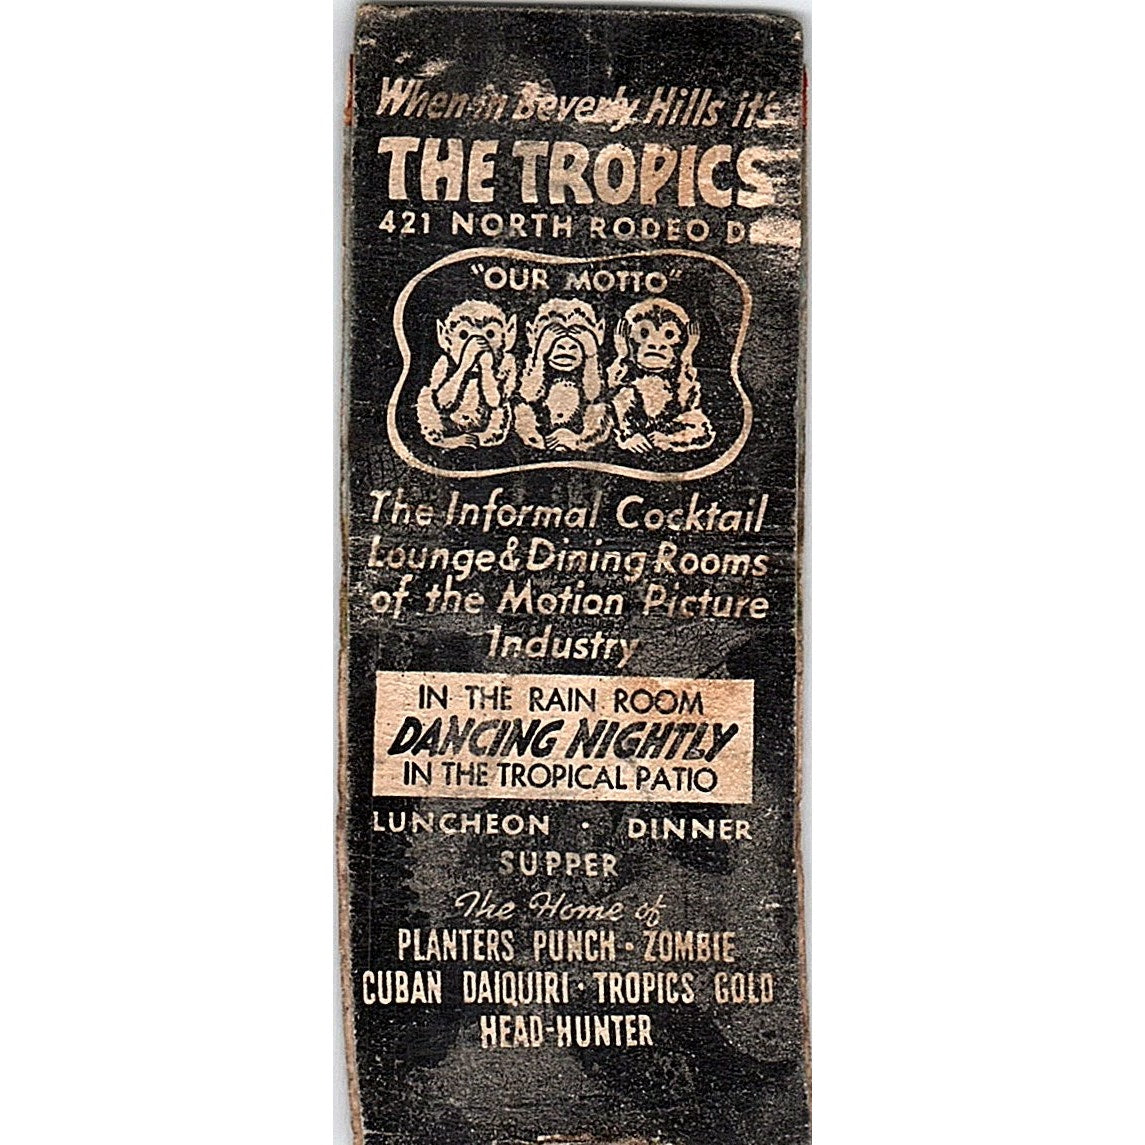 When in Beverly Hills it's
THE TROPICS
421 NORTH RODEO
"OUR MOTTO"
The Informal Cocktail
Lounge & Dining Rooms
of the Motion Picture
Industry
IN THE RAIN ROOM
DANCING NIGHTLY
IN THE TROPICAL PATIO
LUNCHEON · DINNER
SUPPER
The Home of
PLANTERS PUNCH · ZOMBIE
CUBAN DAIQUIRI · TROPICS GOLD
HEAD-HUNTER